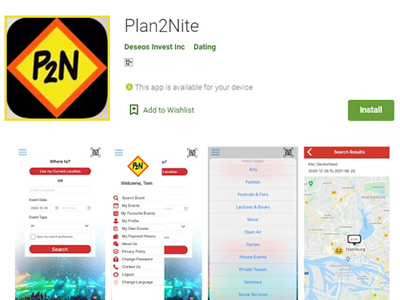 Plan2Nite
P2N
Deseos Invest Inc Dating
12+
This app is available for your device
Add to Wishlist
Install
Where to?
Use my Current Location
OR
Enter Location
Event Date
2020-12-25
Event Type
All
Search
P2N
Welcome, Tem
Search Event
My Events
My Favourite Events
My Profile
My Own Events
My Payment History
About Us
Privacy Policy
Change Password
Contact Us
Logout
Change Language
Arts
Fashion
Festivals & Fairs
Lectures & Books
Music
Open Air
Parties
Private Events
Private Travels
Seminars
Social Services
Search Results
Kiel, Deutschland
2020-12-25 To 2021-06-25
Hamburg